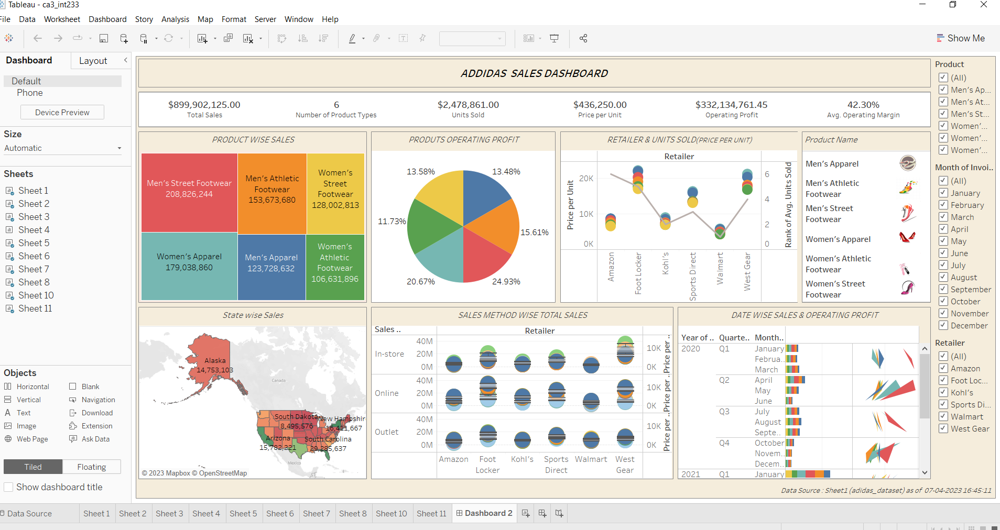 Tableau - ca3_int233
File Data Worksheet Dashboard Story Analysis Map Format Server Window Help
Show Me
Dashboard Layout
Default
Phone
Device Preview
Size
Automatic
Sheets
Sheet 1
Sheet 2
Sheet 3
Sheet 4
Sheet 5
Sheet 6
Sheet 7
Sheet 8
Sheet 10
Sheet 11
Objects
Horizontal Blank
Vertical Navigation
Text Download
Image Extension
Web Page Ask Data
Tiled Floating
Show dashboard title
ADDIDAS SALES DASHBOARD
$899,902,125.00 6 $2,478,861.00 $436,250.00 $332,134,761.45 42.30%
Total Sales Number of Product Types Units Sold Price per Unit Operating Profit Avg. Operating Margin
PRODUCT WISE SALES
Men's Street Footwear
208,826,244
Men's Athletic
Footwear
153,673,680
Women's
Street
Footwear
128,002,813
Women's Apparel
179,038,860
Men's Apparel
123,728,632
Women's
Athletic
Footwear
106,631,896
PRODUTS OPERATING PROFIT
13.58% 13.48%
11.73% 15.61%
20.67% 24.93%
RETAILER & UNITS SOLD(PRICE PER UNIT)
Retailer
Price per Unit
20K
10K
0K
Rank of Avg. Units Sold
6
4
2
0
Amazon
Foot Locker
Kohl's
Sports Direct
Walmart
West Gear
Product Name
Men's Apparel
Men's Athletic
Footwear
Men's Street
Footwear
Women's Apparel
Women's Athletic
Footwear
Women's Street
Footwear
State wise Sales
Alaska
14,753,103
Canada
South Dakota
8,495,576
New Hampshir
16,411,667
Arizona
15,782,221
South Carolina
29,285,637
Mexico
© 2023 Mapbox © OpenStreetMap
SALES METHOD WISE TOTAL SALES
Sales .. Retailer
In-store
40M
20M
0M
10K
0K
Price per ..
Online
40M
20M
0M
10K
0K
Price per ..
Outlet
40M
20M
0M
10K
0K
Price per ..
Amazon Foot Locker Kohl's Sports Direct Walmart West Gear
DATE WISE SALES & OPERATING PROFIT
Year of .. Quarte.. Month..
2020 Q1 January
Februa..
March
Q2 April
May
June
Q3 July
August
Septe..
Q4 October
Novem..
Decem..
2021 Q1 January
Product
(All)
Men's Ap...
Men's At...
Men's St...
Women'...
Women'...
Women'...
Month of Invoi..
(All)
January
February
March
April
May
June
July
August
September
October
November
December
Retailer
(All)
Amazon
Foot Loc...
Kohl's
Sports Di...
Walmart
West Gear
Data Source : Sheet1 (adidas_dataset) as of 07-04-2023 16:45:11
Data Source Sheet 1 Sheet 2 Sheet 3 Sheet 4 Sheet 5 Sheet 6 Sheet 7 Sheet 8 Sheet 10 Sheet 11 Dashboard 2